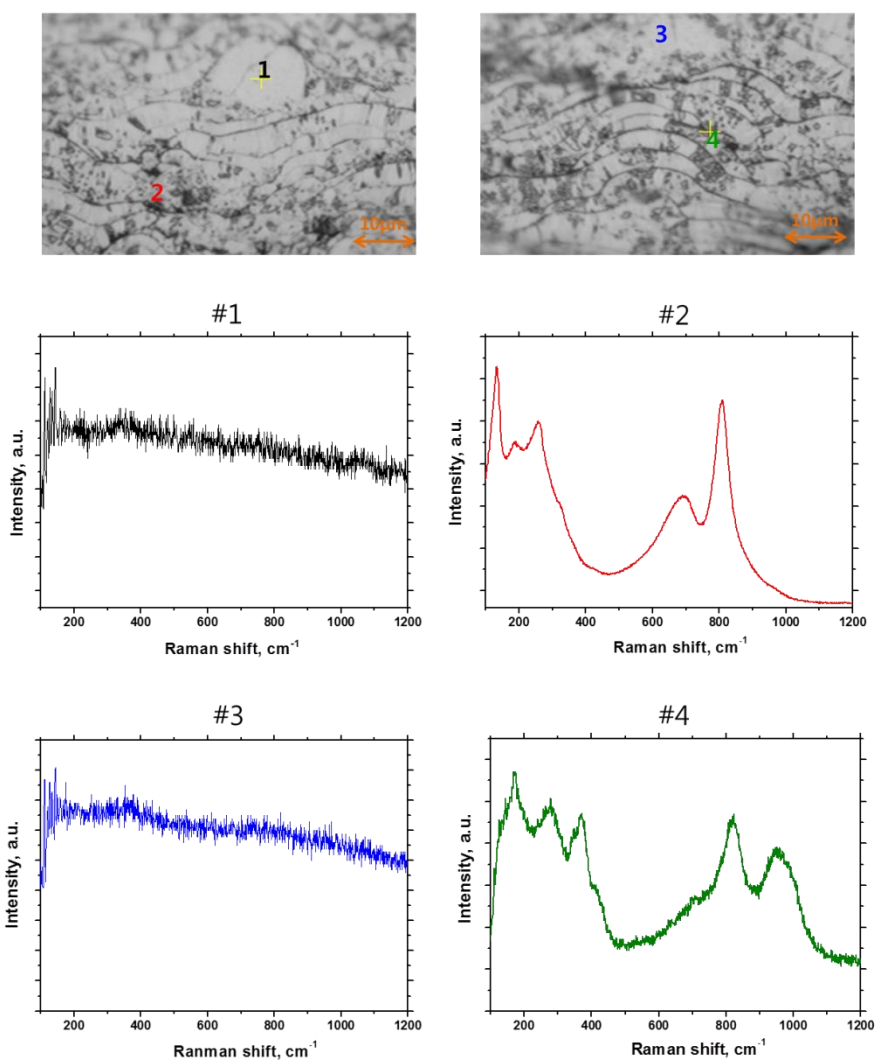 1
2
10μm
3
4
10μm
#1
Intensity, a.u.
200 400 600 800 1000 1200
Raman shift, cm-1
#2
Intensity, a.u.
200 400 600 800 1000 1200
Raman shift, cm-1
#3
Intensity, a.u.
200 400 600 800 1000 1200
Ranman shift, cm-1
#4
Intensity, a.u.
200 400 600 800 1000 1200
Raman shift, cm-1